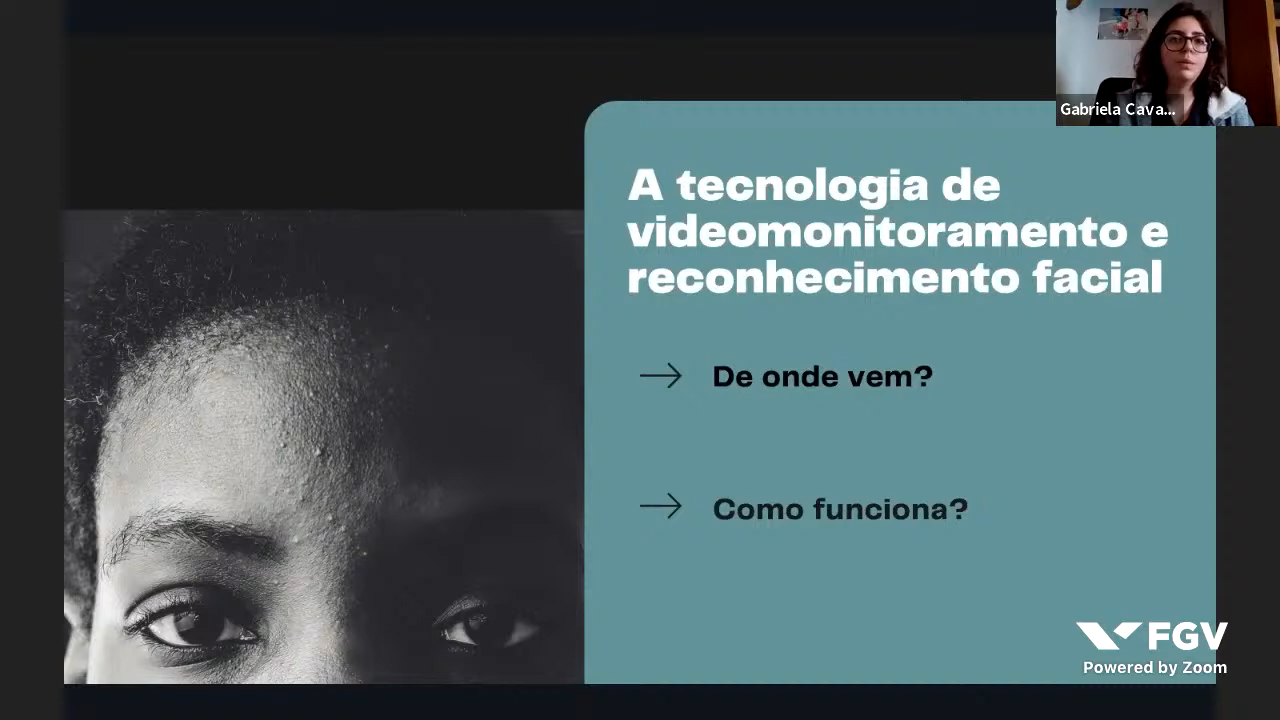 Gabriela Cava...
A tecnologia de
videomonitoramento e
reconhecimento facial
De onde vem?
Como funciona?
FGV
Powered by Zoom